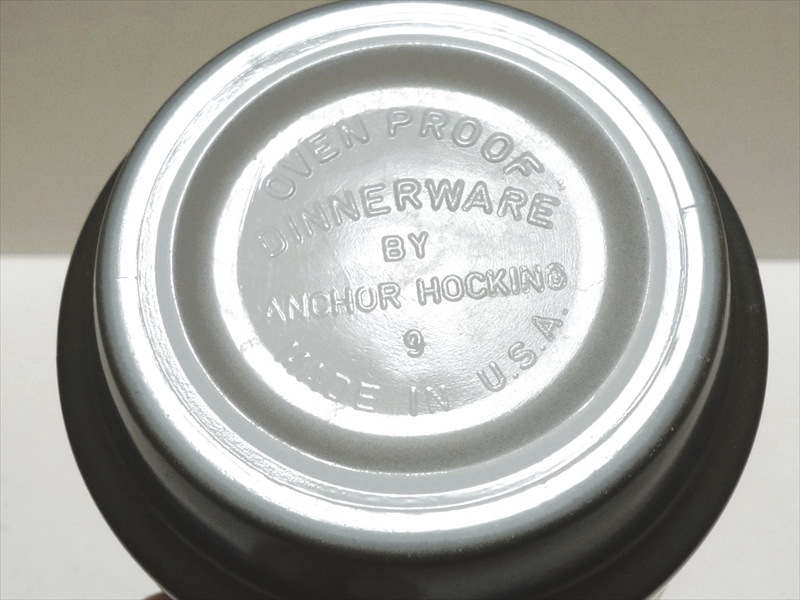 OVEN PROOF
DINNERWARE
BY
ANCHOR HOCKING
9
MADE IN U.S.A.